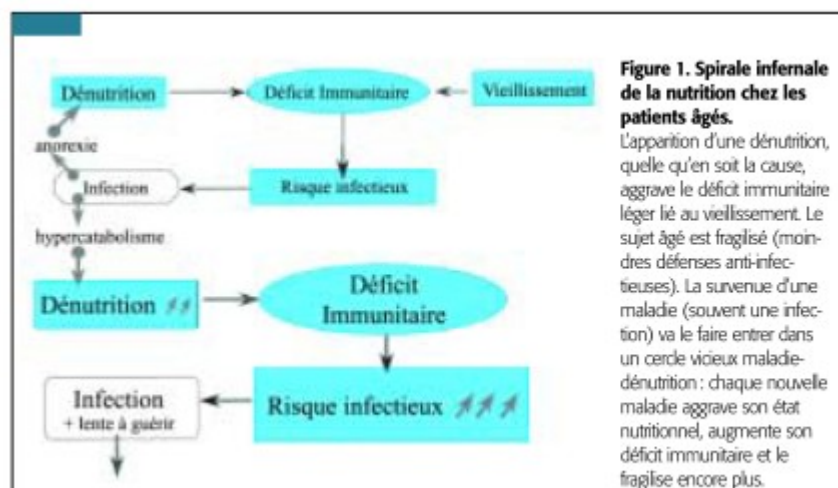 Dénutrition
Déficit Immunitaire
Vieillissement
anorexie
Infection
Risque infectieux
hypercatabolisme
Dénutrition
Déficit
Immunitaire
Infection
+ lente à guérir
Risque infectieux
Figure 1. Spirale infernale
de la nutrition chez les
patients âgés.
L'apparition d'une dénutrition,
quelle qu'en soit la cause,
aggrave le déficit immunitaire
léger lié au vieillissement. Le
sujet âgé est fragilisé (moin-
dres défenses anti-infec-
tieuses). La survenue d'une
maladie (souvent une infec-
tion) va le faire entrer dans
un cercle vicieux maladie-
dénutrition : chaque nouvelle
maladie aggrave son état
nutritionnel, augmente son
déficit immunitaire et le
fragilise encore plus.